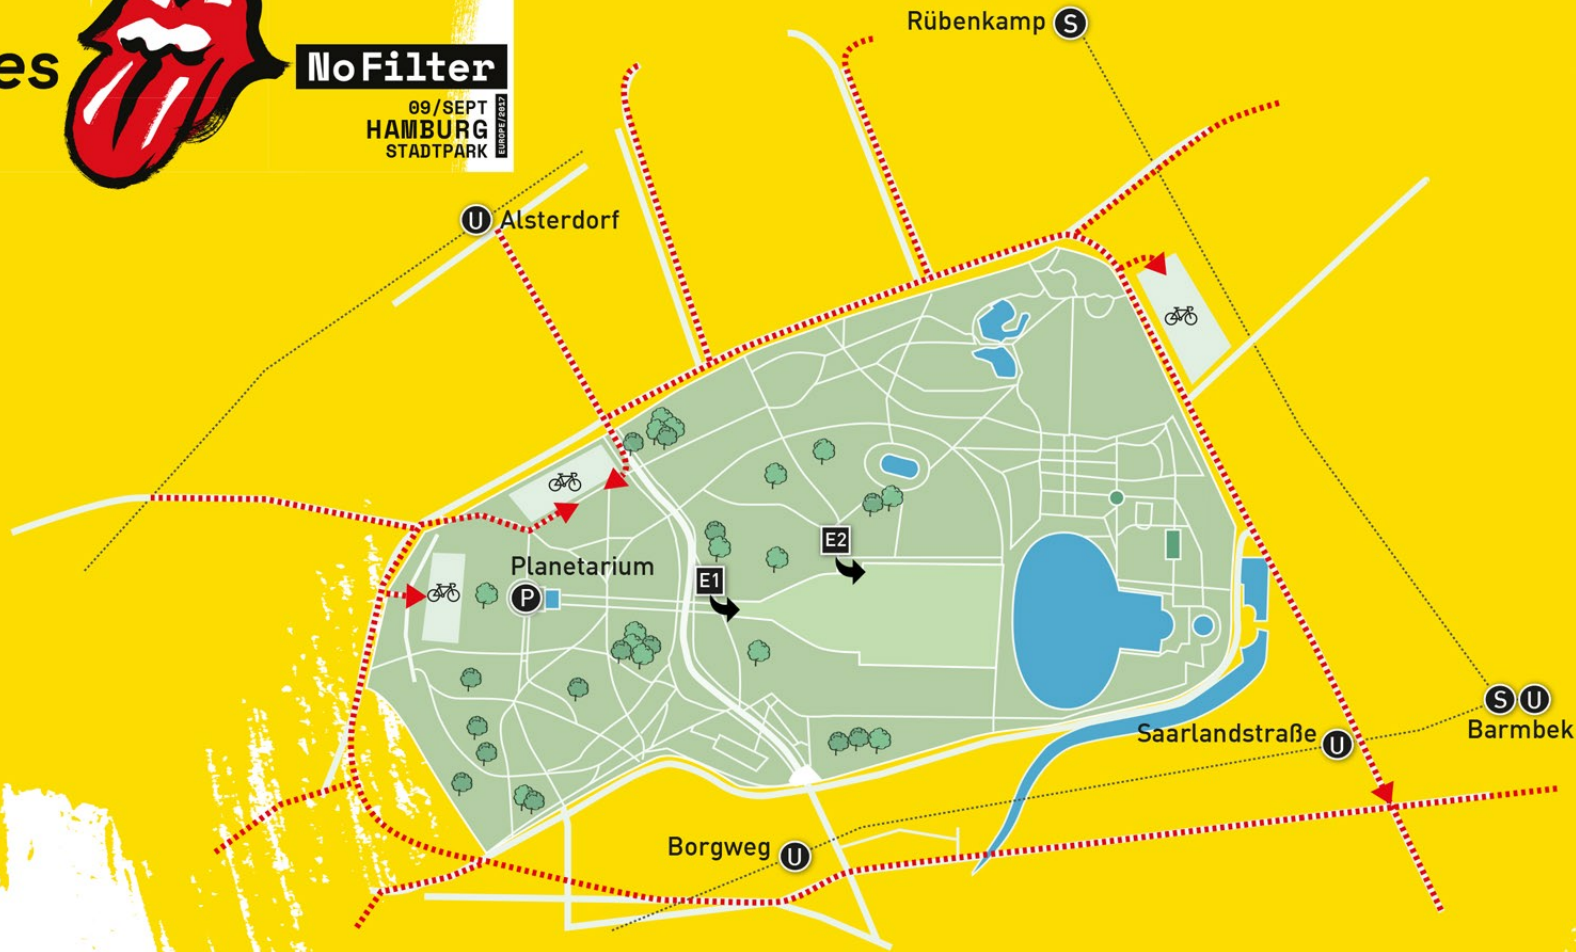 es
NoFilter
09/SEPT
HAMBURG
STADTPARK
EUROPE/2017
Rübenkamp S
U Alsterdorf
E2
Planetarium
E1
P
S U
Barmbek
Saarlandstraße U
Borgweg U